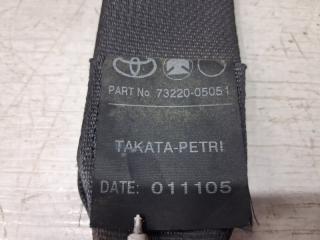 PART No 73220-05051
TAKATA-PETRI
DATE: 011105